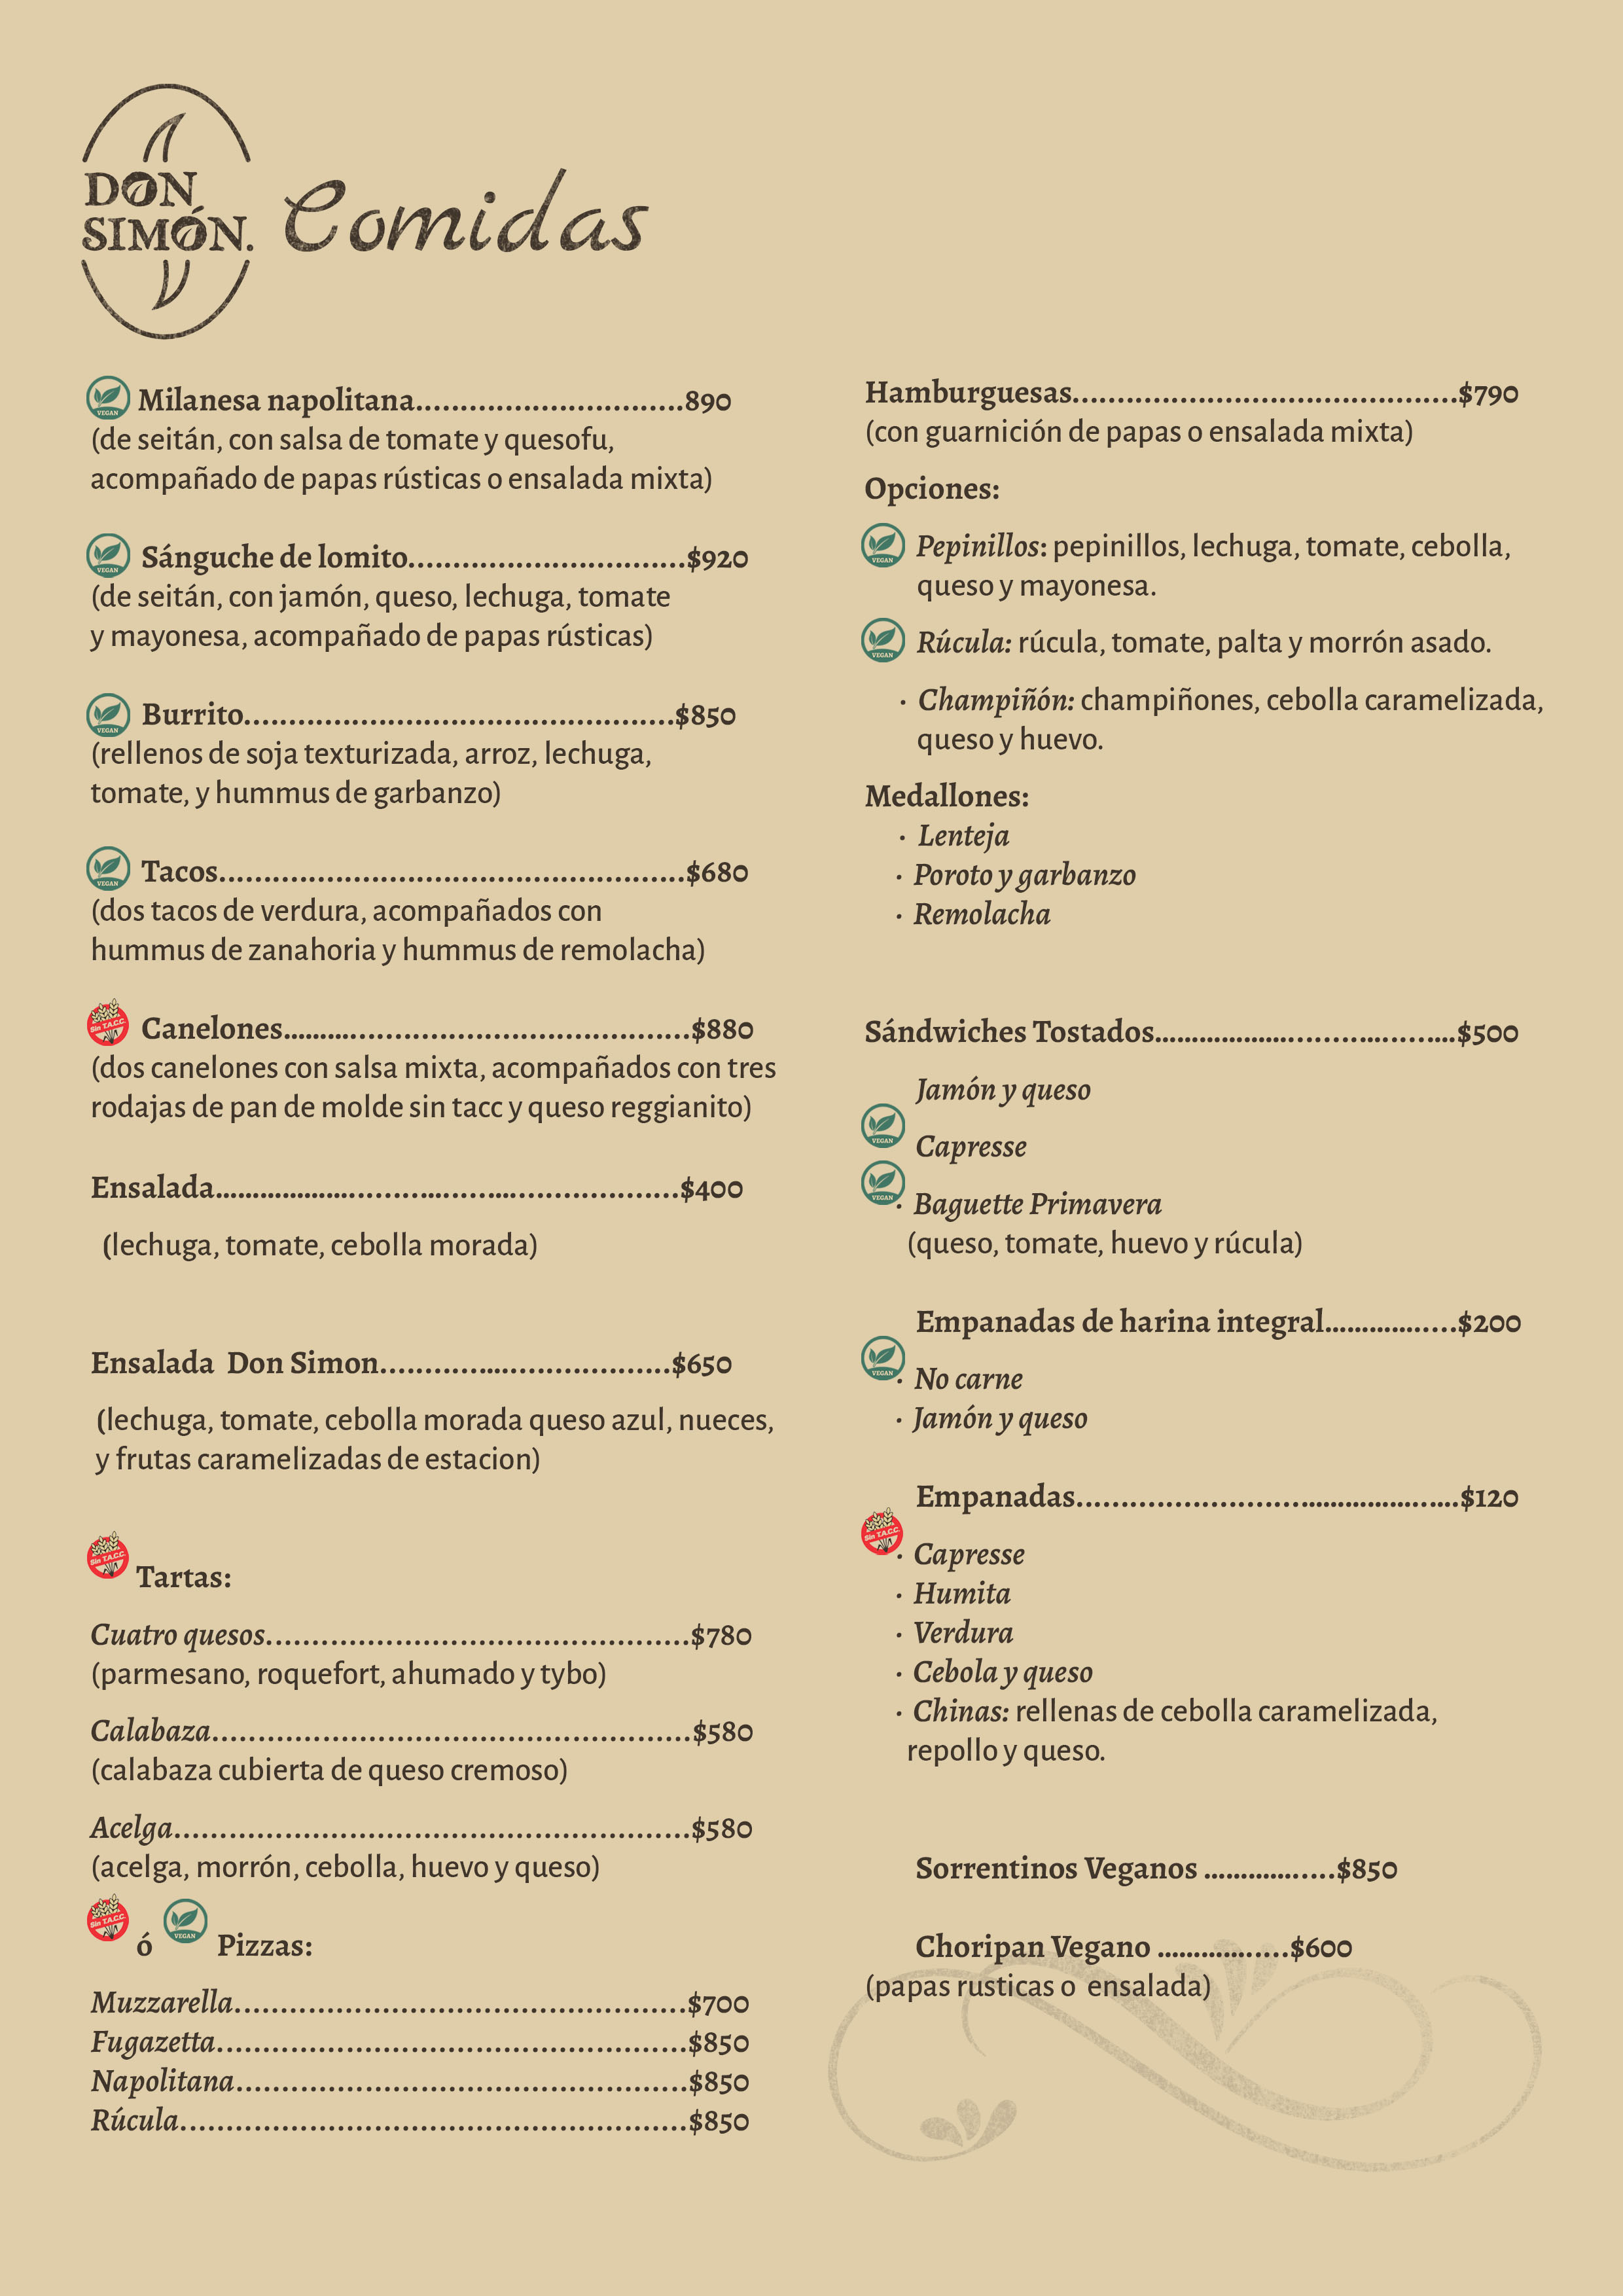 DON
SIMÓN.
Comidas
VEGAN Milanesa napolitana..............................890
(de seitán, con salsa de tomate y quesofu,
acompañado de papas rústicas o ensalada mixta)
VEGAN Sánguche de lomito...............................$920
(de seitán, con jamón, queso, lechuga, tomate
y mayonesa, acompañado de papas rústicas)
VEGAN Burrito................................................$850
(rellenos de soja texturizada, arroz, lechuga,
tomate, y hummus de garbanzo)
VEGAN Tacos....................................................$680
(dos tacos de verdura, acompañados con
hummus de zanahoria y hummus de remolacha)
Sin T.A.C.C. Canelones..............................................$880
(dos canelones con salsa mixta, acompañados con tres
rodajas de pan de molde sin tacc y queso reggianito)
Ensalada......................................................$400
(lechuga, tomate, cebolla morada)
Ensalada Don Simon.................................$650
(lechuga, tomate, cebolla morada queso azul, nueces,
y frutas caramelizadas de estacion)
Sin T.A.C.C. Tartas:
Cuatro quesos...............................................$780
(parmesano, roquefort, ahumado y tybo)
Calabaza.....................................................$580
(calabaza cubierta de queso cremoso)
Acelga.........................................................$580
(acelga, morrón, cebolla, huevo y queso)
Sin T.A.C.C. ó VEGAN Pizzas:
Muzzarella..................................................$700
Fugazetta....................................................$850
Napolitana..................................................$850
Rúcula........................................................$850
Hamburguesas...........................................$790
(con guarnición de papas o ensalada mixta)
Opciones:
VEGAN Pepinillos: pepinillos, lechuga, tomate, cebolla,
queso y mayonesa.
VEGAN Rúcula: rúcula, tomate, palta y morrón asado.
· Champiñón: champiñones, cebolla caramelizada,
queso y huevo.
Medallones:
· Lenteja
· Poroto y garbanzo
· Remolacha
Sándwiches Tostados....................................$500
Jamón y queso
VEGAN
Capresse
VEGAN
· Baguette Primavera
(queso, tomate, huevo y rúcula)
Empanadas de harina integral................$200
VEGAN
· No carne
· Jamón y queso
Empanadas..............................................$120
Sin T.A.C.C.
· Capresse
· Humita
· Verdura
· Cebola y queso
· Chinas: rellenas de cebolla caramelizada,
repollo y queso.
Sorrentinos Veganos ................$850
Choripan Vegano ................$600
(papas rusticas o ensalada)